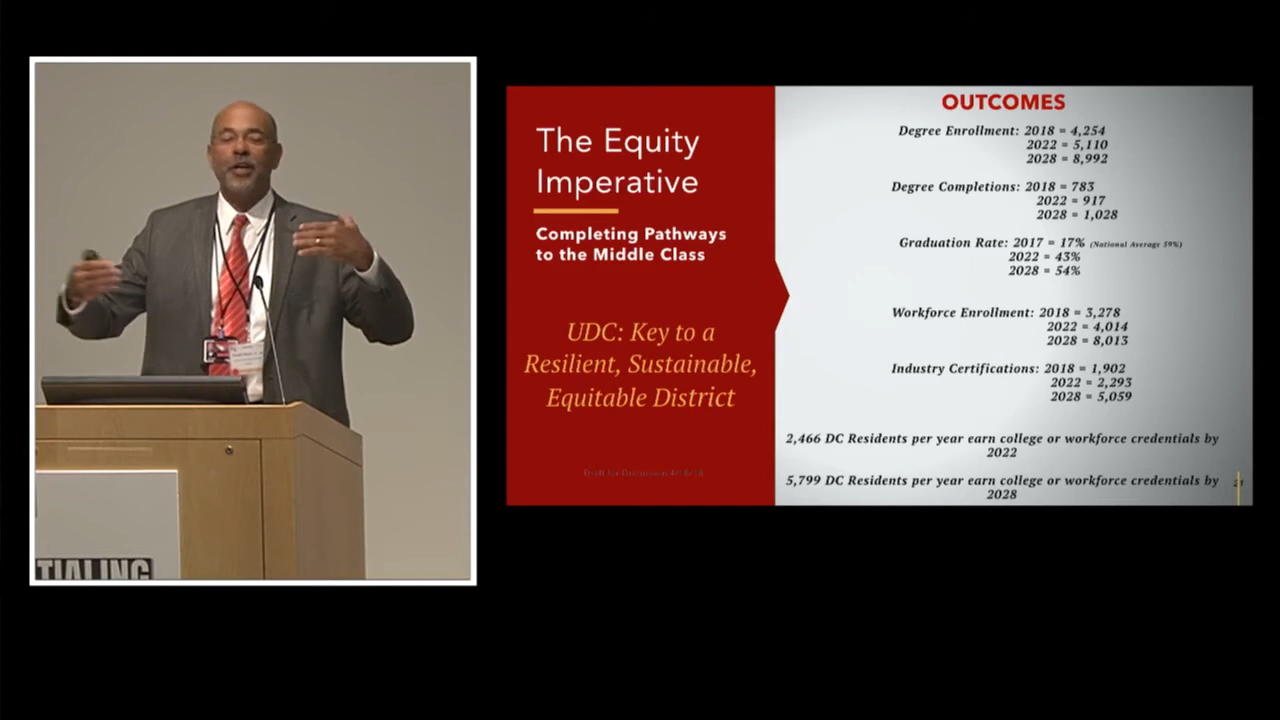 The Equity
Imperative
Completing Pathways
to the Middle Class
UDC: Key to a
Resilient, Sustainable,
Equitable District
Draft for Discussion
OUTCOMES
Degree Enrollment: 2018 = 4,254
2022 = 5,110
2028 = 8,992
Degree Completions: 2018 = 783
2022 = 917
2028 = 1,028
Graduation Rate: 2017 = 17% (National Average 59%)
2022 = 43%
2028 = 54%
Workforce Enrollment: 2018 = 3,278
2022 = 4,014
2028 = 8,013
Industry Certifications: 2018 = 1,902
2022 = 2,293
2028 = 5,059
2,466 DC Residents per year earn college or workforce credentials by
2022
5,799 DC Residents per year earn college or workforce credentials by
2028
TIALING